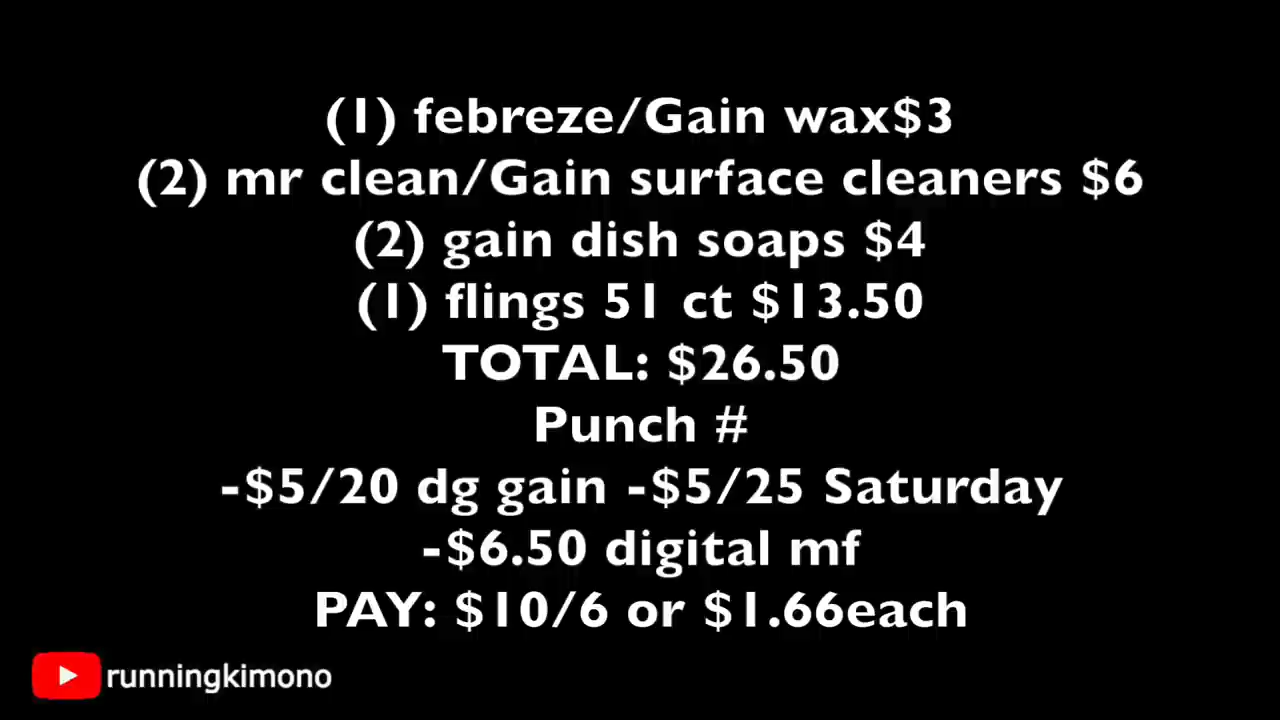 (1) febreze/Gain wax$3
(2) mr clean/Gain surface cleaners $6
(2) gain dish soaps $4
(1) flings 51 ct $13.50
TOTAL: $26.50
Punch #
-$5/20 dg gain -$5/25 Saturday
-$6.50 digital mf
PAY: $10/6 or $1.66each
runningkimono